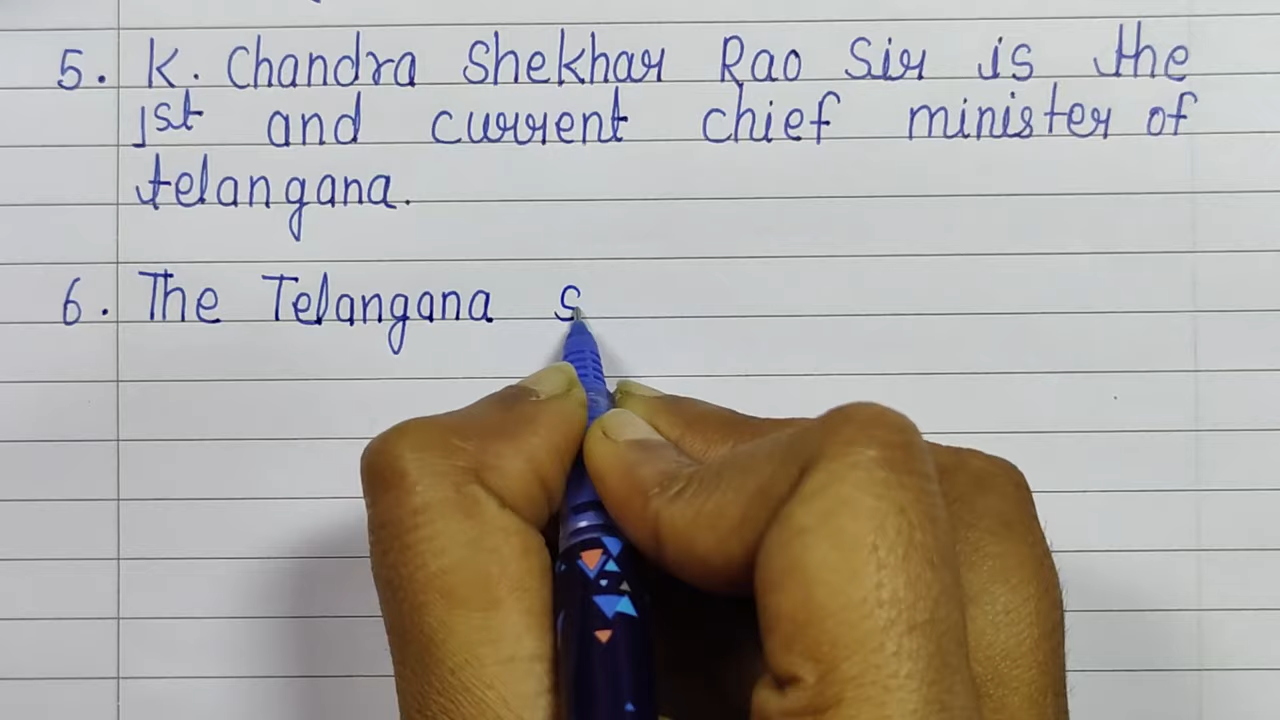 5. K. Chandra Shekhar Rao Sir is the
1st and current chief minister of
telangana.
6. The Telangana s